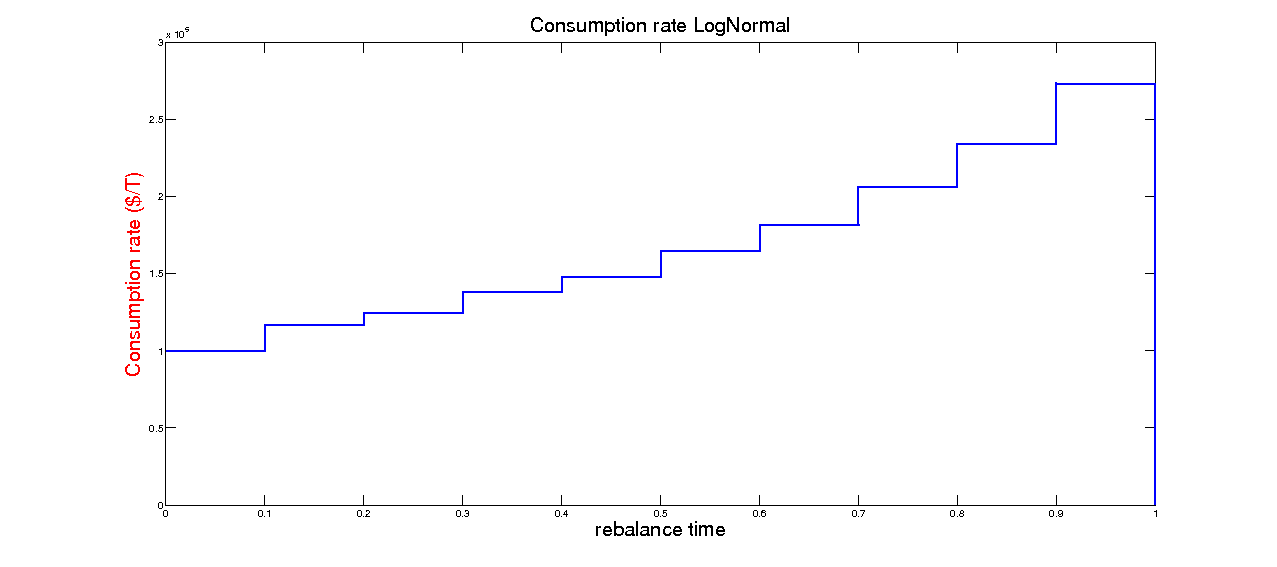 Consumption rate LogNormal
x 10^5
3
2.5
2
1.5
1
0.5
0
Consumption rate ($/T)
0 0.1 0.2 0.3 0.4 0.5 0.6 0.7 0.8 0.9 1
rebalance time